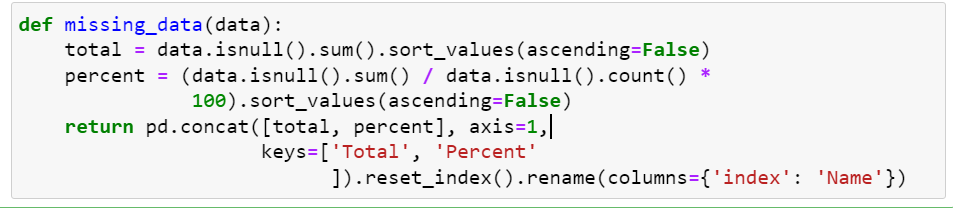 def missing_data(data):
    total = data.isnull().sum().sort_values(ascending=False)
    percent = (data.isnull().sum() / data.isnull().count() *
               100).sort_values(ascending=False)
    return pd.concat([total, percent], axis=1,
                     keys=['Total', 'Percent'
                           ]).reset_index().rename(columns={'index': 'Name'})